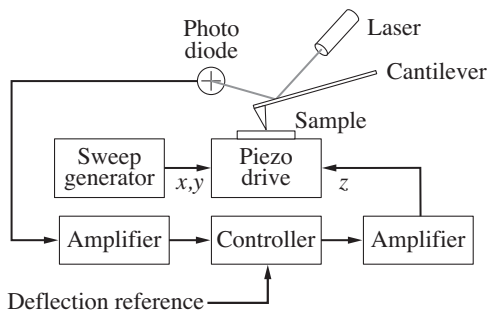 Photo
diode
Laser
Cantilever
Sample
Sweep
generator
x,y
Piezo
drive
z
Amplifier
Controller
Amplifier
Deflection reference